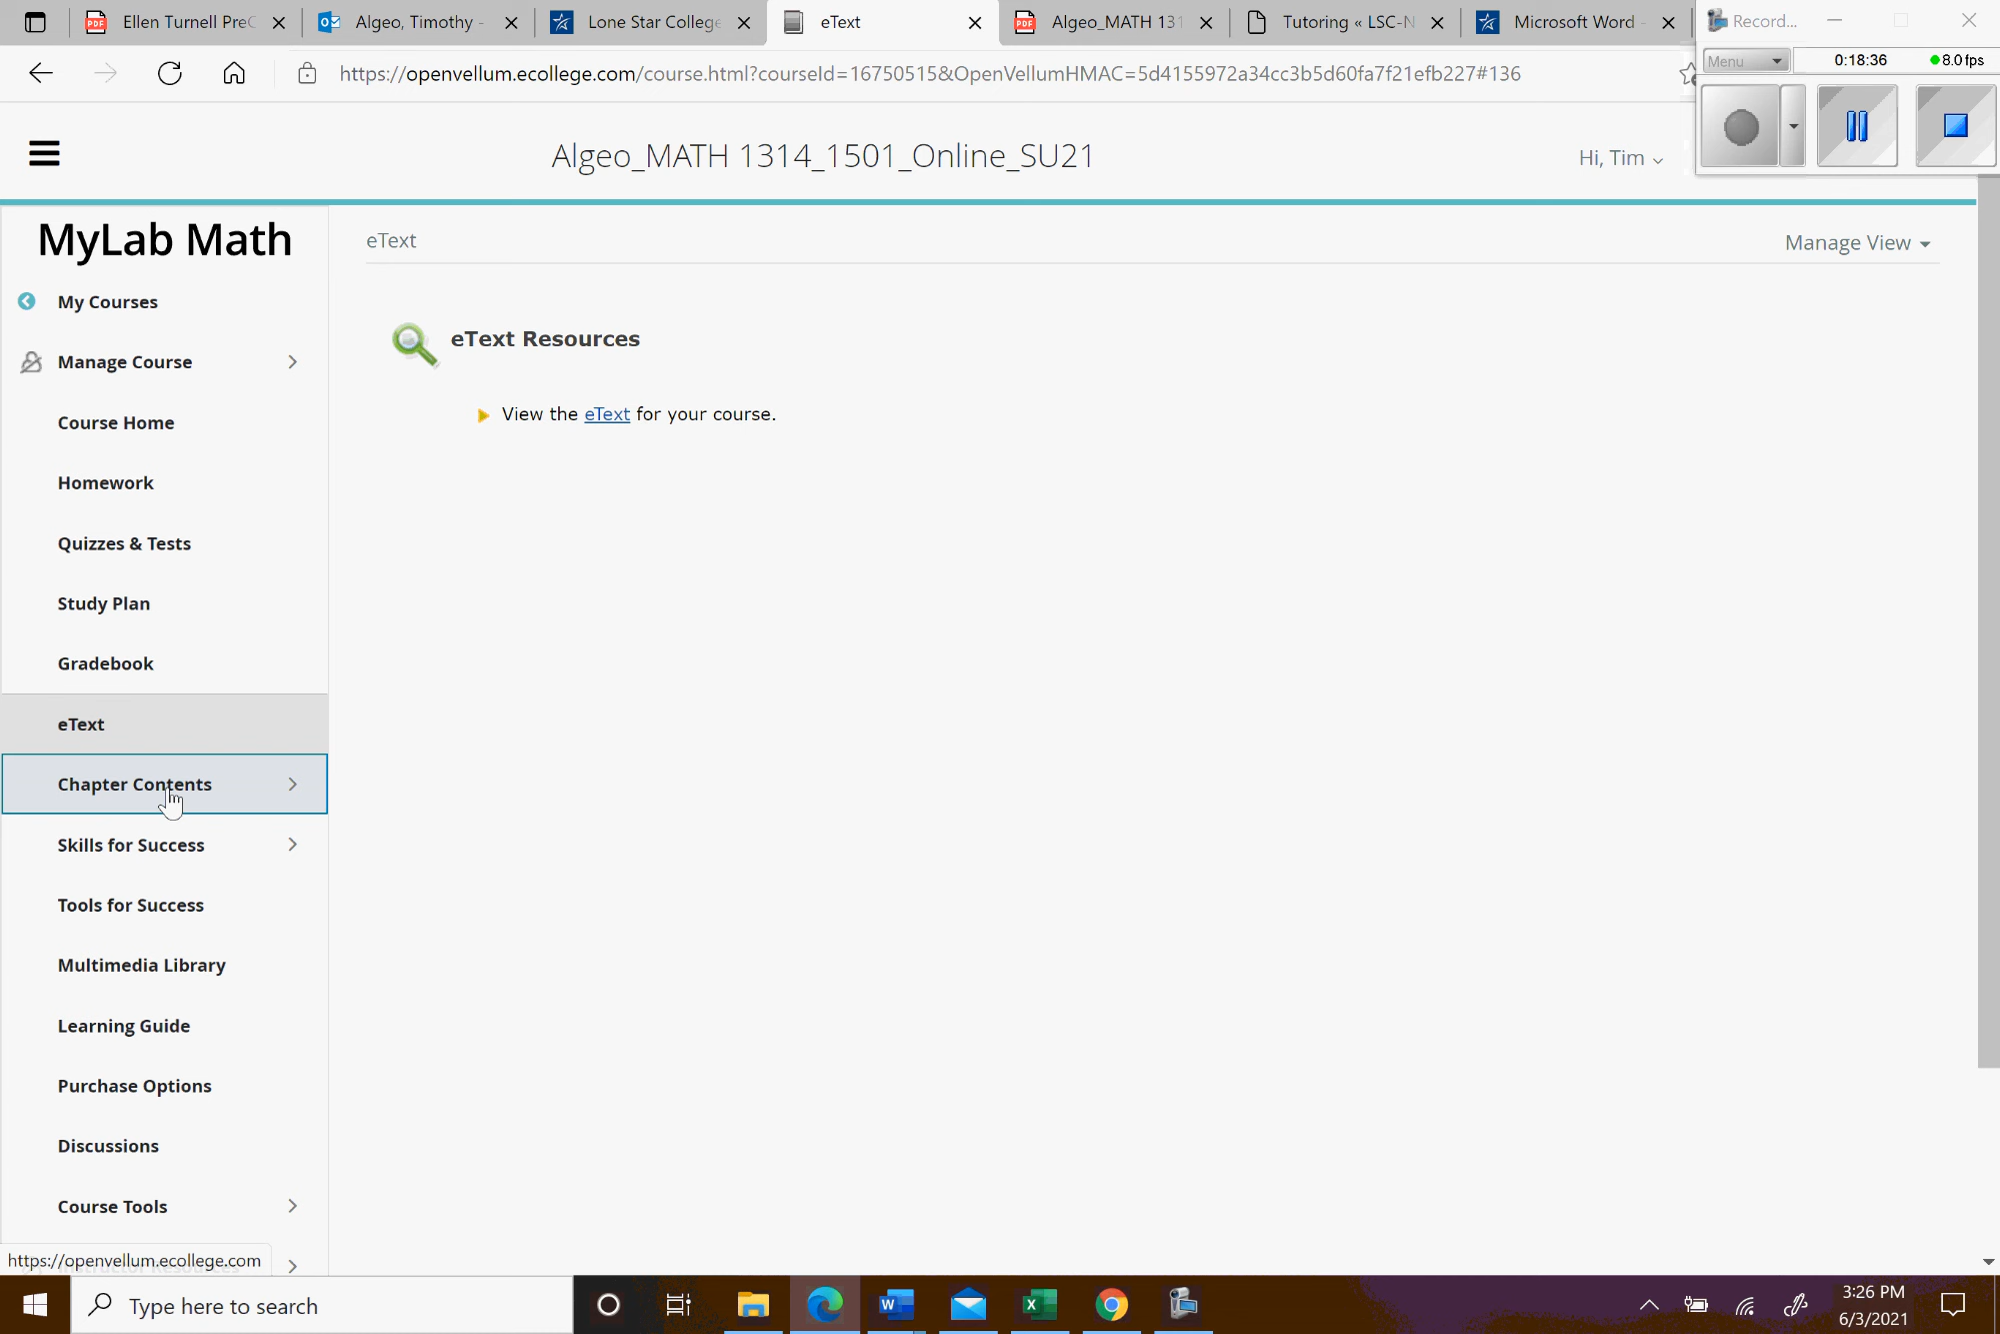 Ellen Turnell PreC
Algeo, Timothy -
Lone Star College
eText
Algeo_MATH 131
Tutoring « LSC-N
Microsoft Word -
Record...
https://openvellum.ecollege.com/course.html?courseId=16750515&OpenVellumHMAC=5d4155972a34cc3b5d60fa7f21efb227#136
Menu
0:18:36
8.0 fps
Algeo_MATH 1314_1501_Online_SU21
Hi, Tim
MyLab Math
My Courses
Manage Course
Course Home
Homework
Quizzes & Tests
Study Plan
Gradebook
eText
Chapter Contents
Skills for Success
Tools for Success
Multimedia Library
Learning Guide
Purchase Options
Discussions
Course Tools
eText
Manage View
eText Resources
View the eText for your course.
https://openvellum.ecollege.com
Type here to search
3:26 PM
6/3/2021